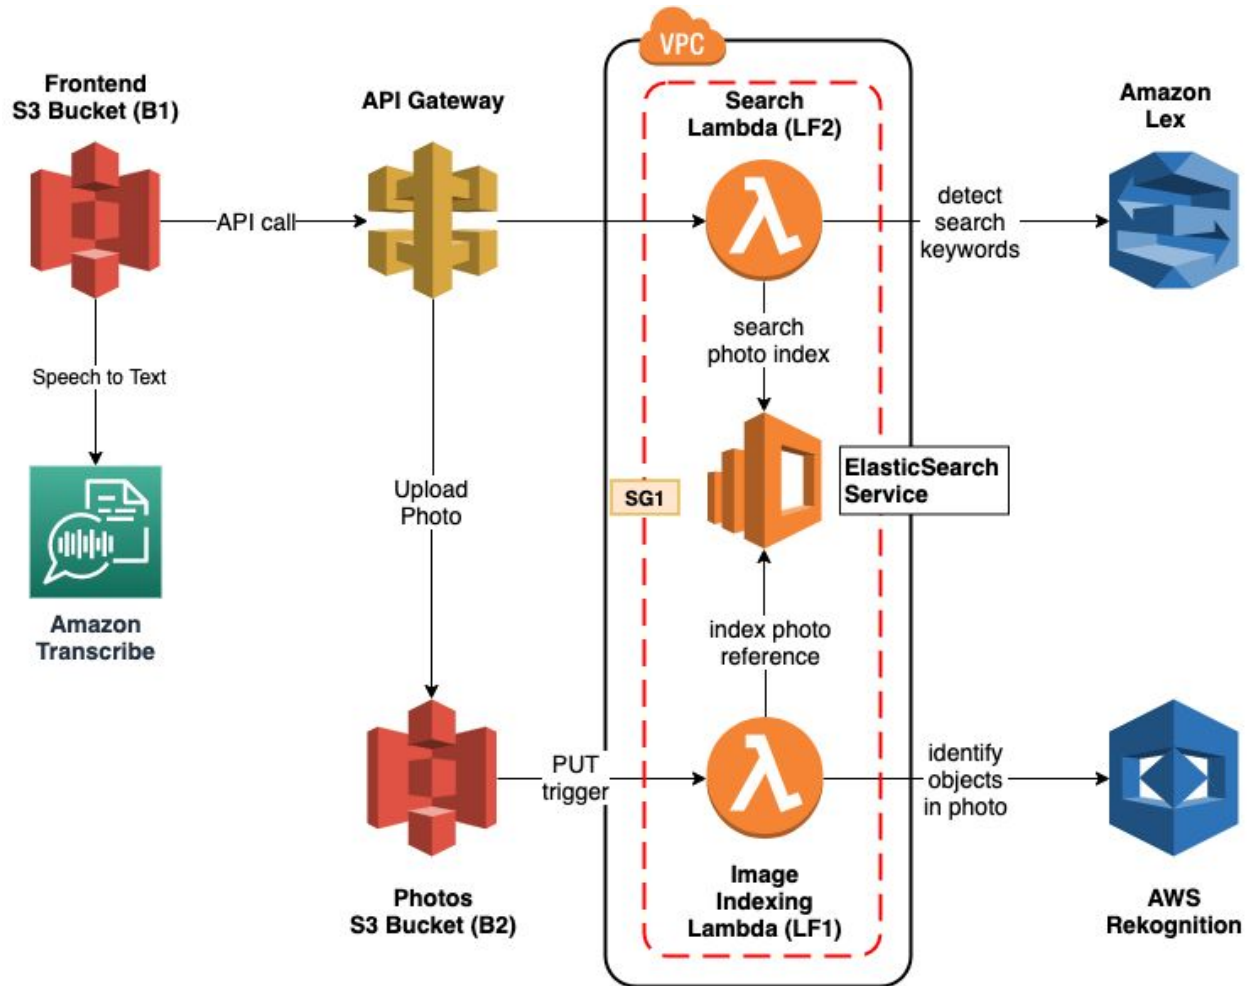 VPC
Frontend
S3 Bucket (B1)
API Gateway
Search
Lambda (LF2)
Amazon
Lex
API call
detect
search
keywords
search
photo index
Speech to Text
Upload
Photo
SG1
ElasticSearch
Service
Amazon
Transcribe
index photo
reference
PUT
trigger
identify
objects
in photo
Photos
S3 Bucket (B2)
Image
Indexing
Lambda (LF1)
AWS
Rekognition